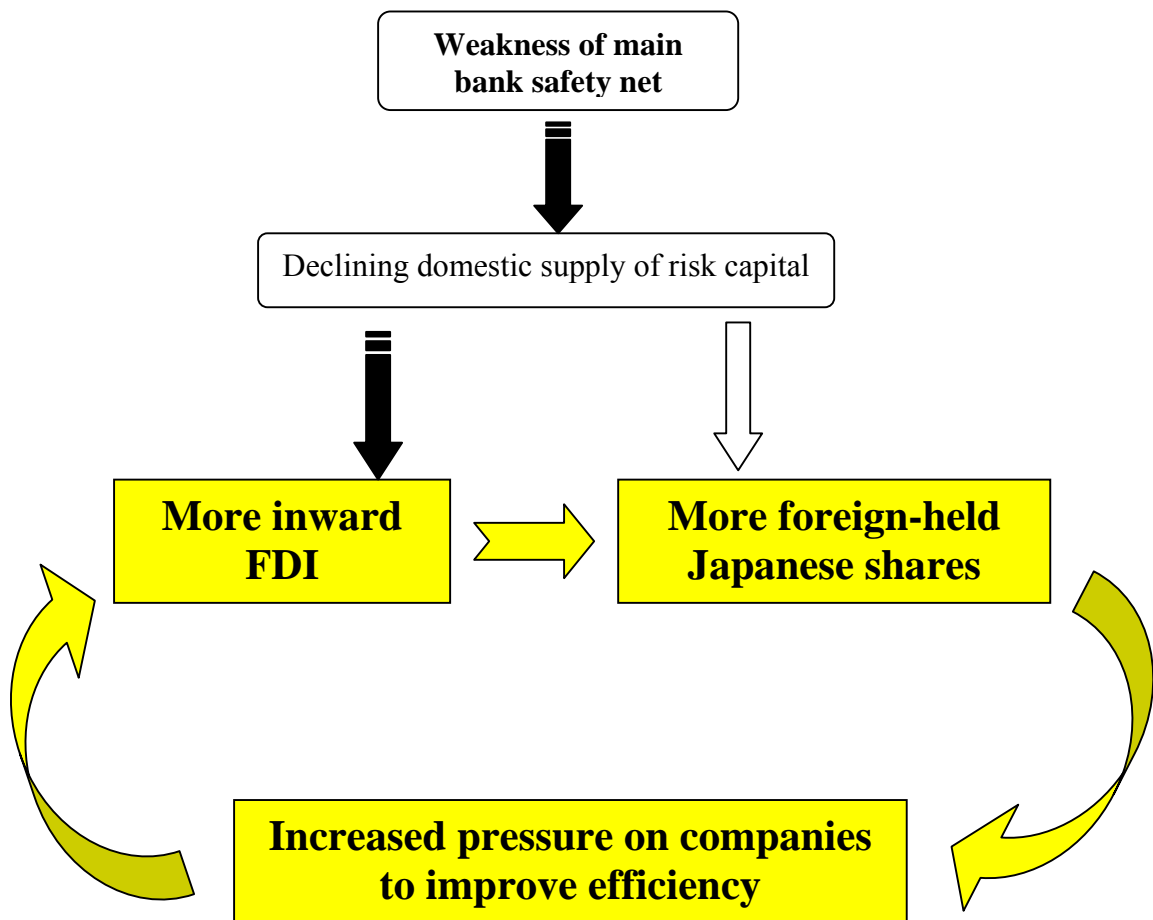 Weakness of main
bank safety net
Declining domestic supply of risk capital
More inward
FDI
More foreign-held
Japanese shares
Increased pressure on companies
to improve efficiency